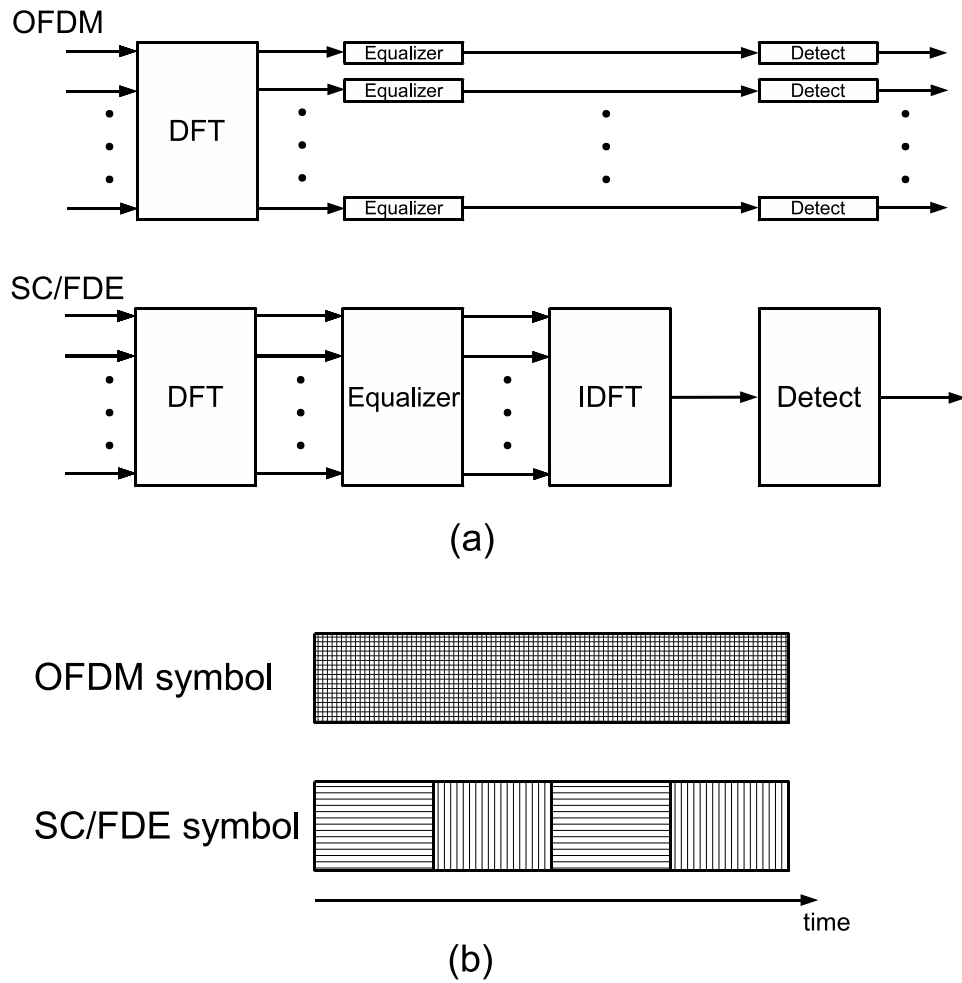 OFDM
DFT
Equalizer
Detect
Equalizer
Detect
Equalizer
Detect
SC/FDE
DFT
Equalizer
IDFT
Detect
(a)
OFDM symbol
SC/FDE symbol
time
(b)